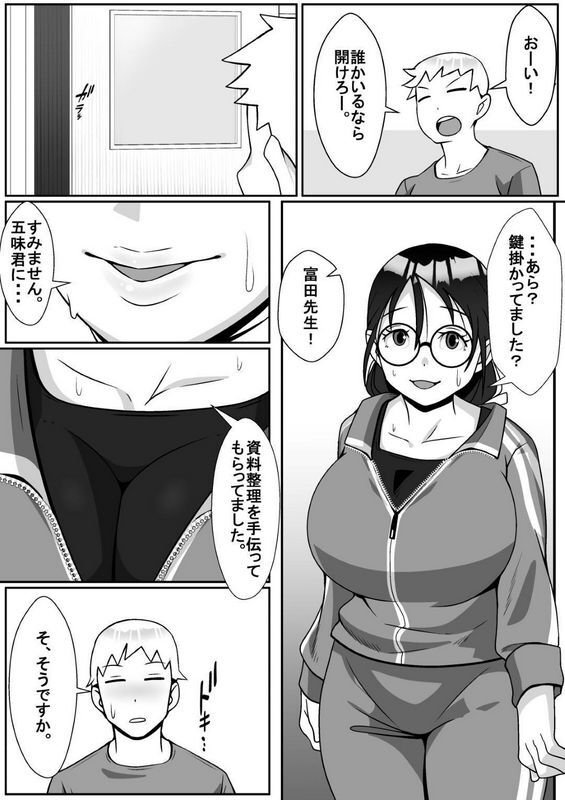 おーい！
誰かいるなら
開けろー。
ガラ
・・・あら？
鍵掛かってました？
富田先生！
すみません。
五味君に・・・
資料整理を手伝って
もらってました。
ドキ・・・
そ、そうですか。